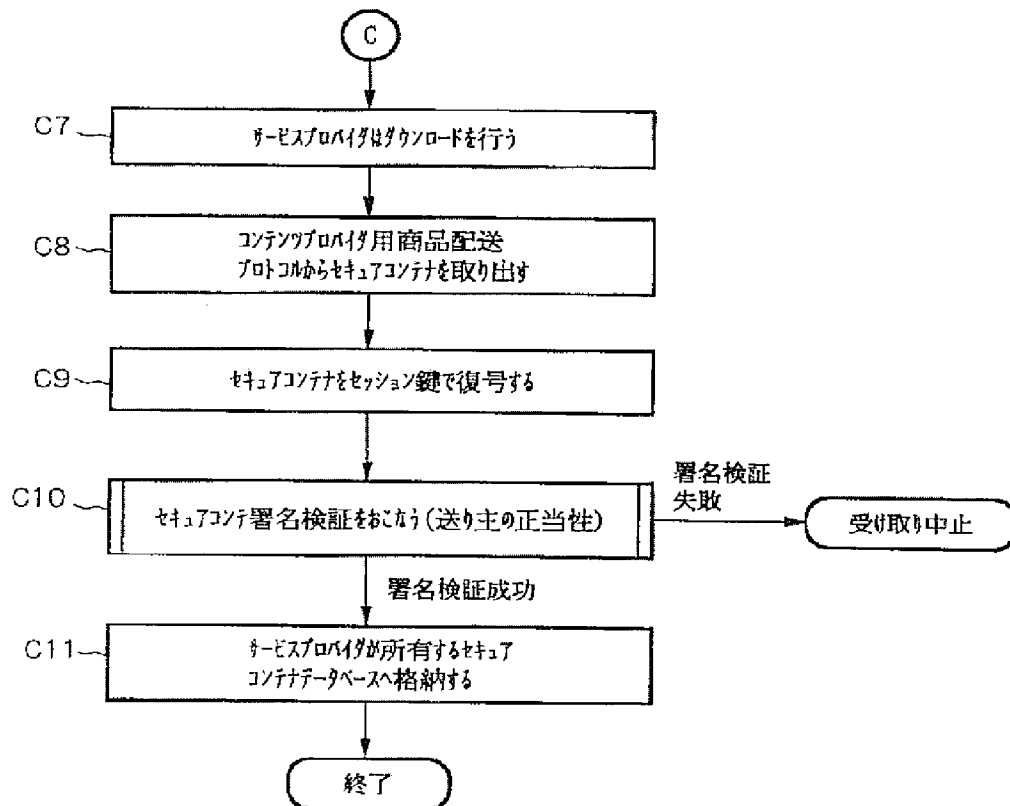 C
C7
サービスプロバイダはダウンロードを行う
C8
コンテンツプロバイダ用商品配送
プロトコルからセキュアコンテナを取り出す
C9
セキュアコンテナをセッション鍵で復号する
C10
セキュアコンテ署名検証をおこなう(送り主の正当性)
署名検証
失敗
受け取り中止
署名検証成功
C11
サービスプロバイダが所有するセキュア
コンテナデータベースへ格納する
終了